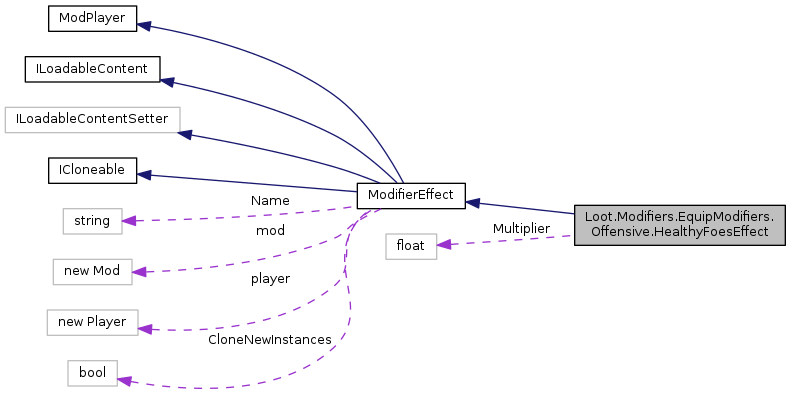 ModPlayer
ILoadableContent
ILoadableContentSetter
ICloneable
ModifierEffect
Name
string
mod
new Mod
player
new Player
CloneNewInstances
bool
Multiplier
float
Loot.Modifiers.EquipModifiers.
Offensive.HealthyFoesEffect